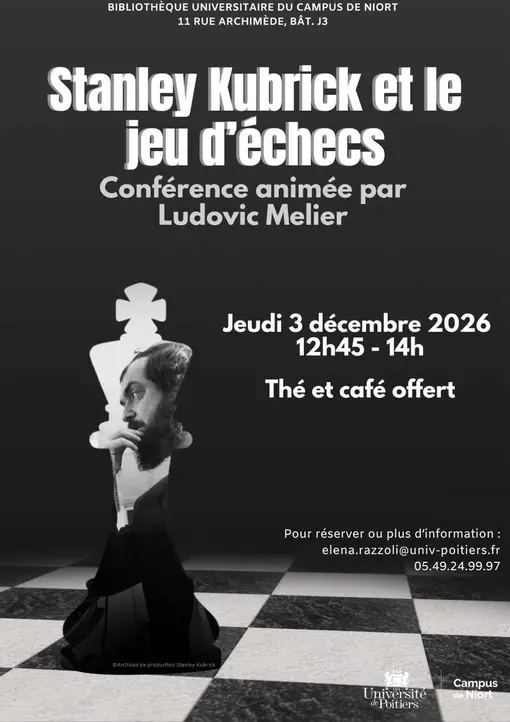 BIBLIOTHÈQUE UNIVERSITAIRE DU CAMPUS DE NIORT
11 RUE ARCHIMÈDE, BÂT. J3
Stanley Kubrick et le
jeu d'échecs
Conférence animée par
Ludovic Melier
Jeudi 3 décembre 2026
12h45 - 14h
Thé et café offert
Pour réserver ou plus d'information :
elena.razzoli@univ-poitiers.fr
05.49.24.99.97
©Archives de production Stanley Kubrick
Université
de Poitiers
Campus
de Niort